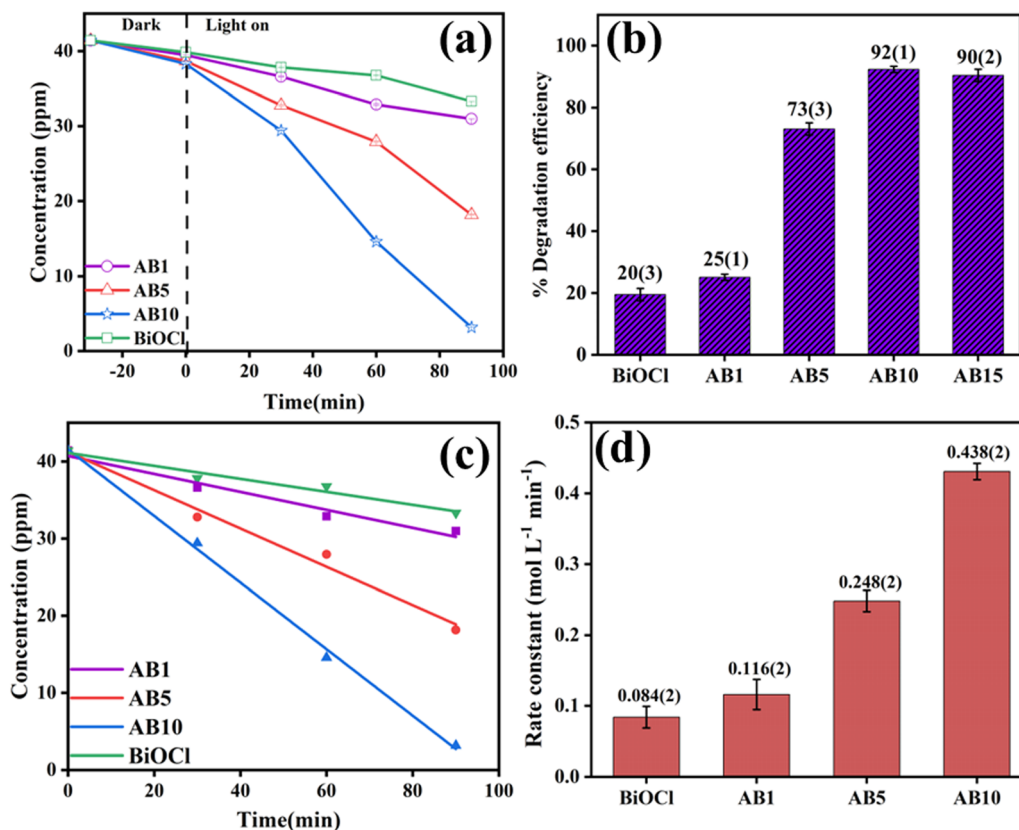 Dark Light on
(a)
Concentration (ppm)
40
30
20
10
0
AB1
AB5
AB10
BiOCl
-20 0 20 40 60 80 100
Time(min)
(b)
% Degradation efficiency
100
80
60
40
20
0
20(3)
25(1)
73(3)
92(1)
90(2)
BiOCl AB1 AB5 AB10 AB15
(c)
Concentration (ppm)
40
30
20
10
0
AB1
AB5
AB10
BiOCl
0 20 40 60 80 100
Time(min)
(d)
Rate constant (mol L⁻¹ min⁻¹)
0.5
0.4
0.3
0.2
0.1
0.0
0.084(2)
0.116(2)
0.248(2)
0.438(2)
BiOCl AB1 AB5 AB10